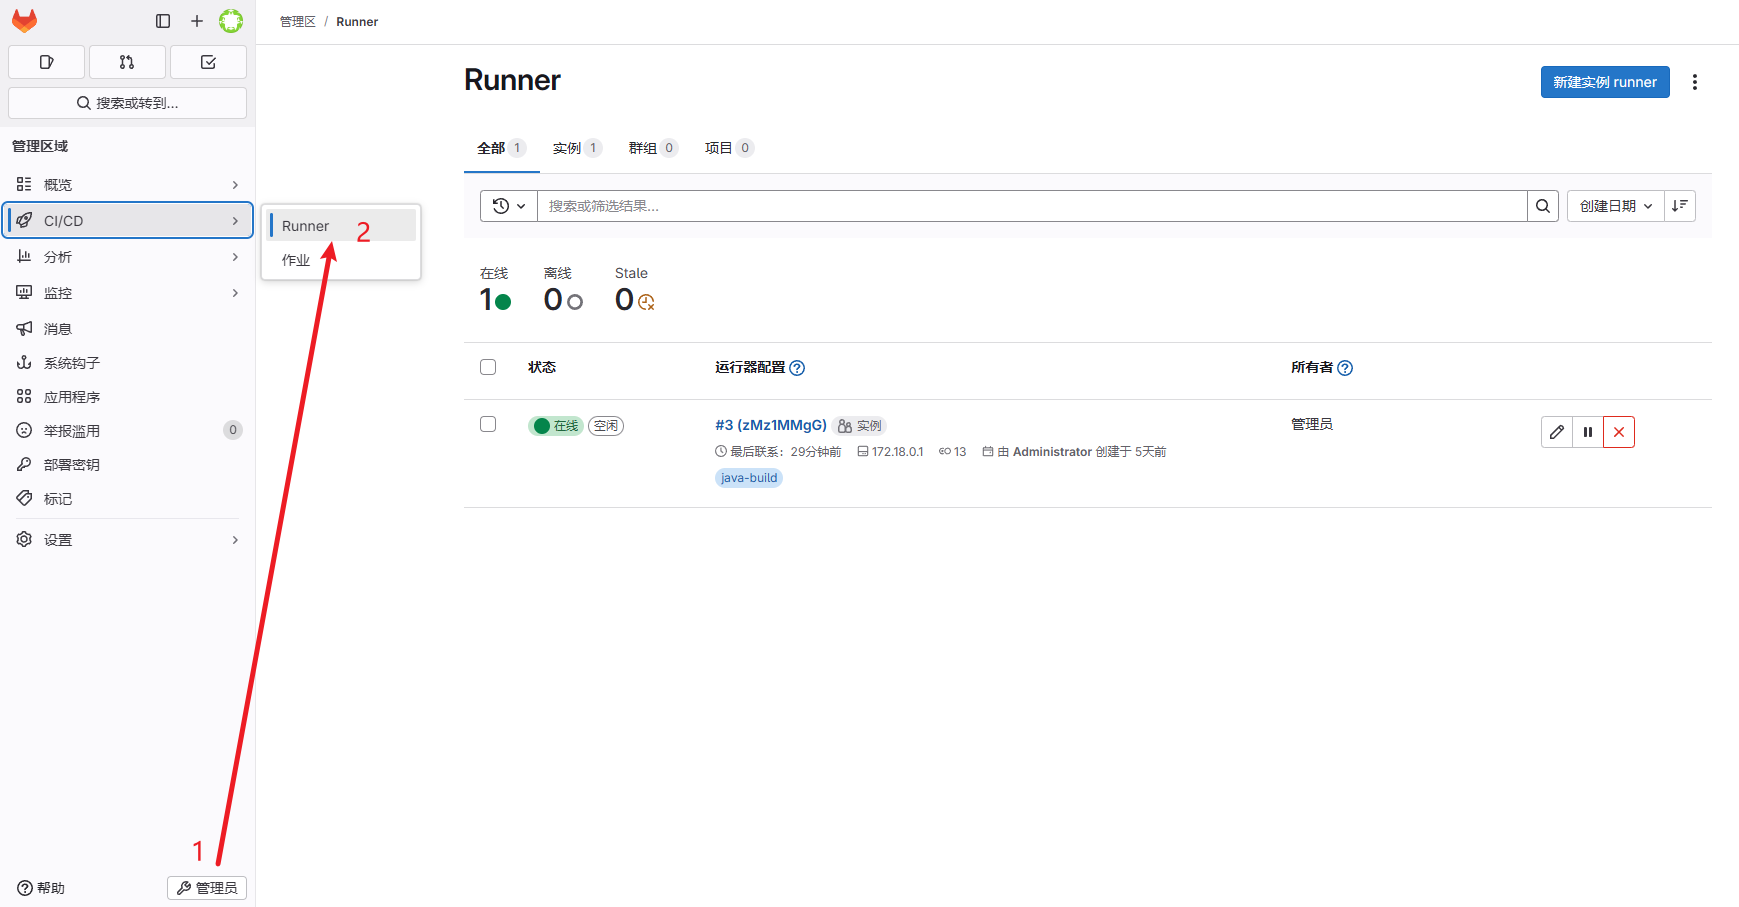 管理区 / Runner
搜索或转到...
管理区域
概览
CI/CD
分析
监控
消息
系统钩子
应用程序
举报滥用 0
部署密钥
标记
设置
1
帮助
管理员
Runner 2
作业
Runner
新建实例 runner
全部 1 实例 1 群组 0 项目 0
搜索或筛选结果...
创建日期
在线 离线 Stale
1 0 0
状态 运行器配置 所有者
在线 空闲 #3 (zMz1MMgG) 实例 管理员
最后联系: 29分钟前 172.18.0.1 13 由 Administrator 创建于 5天前
java-build